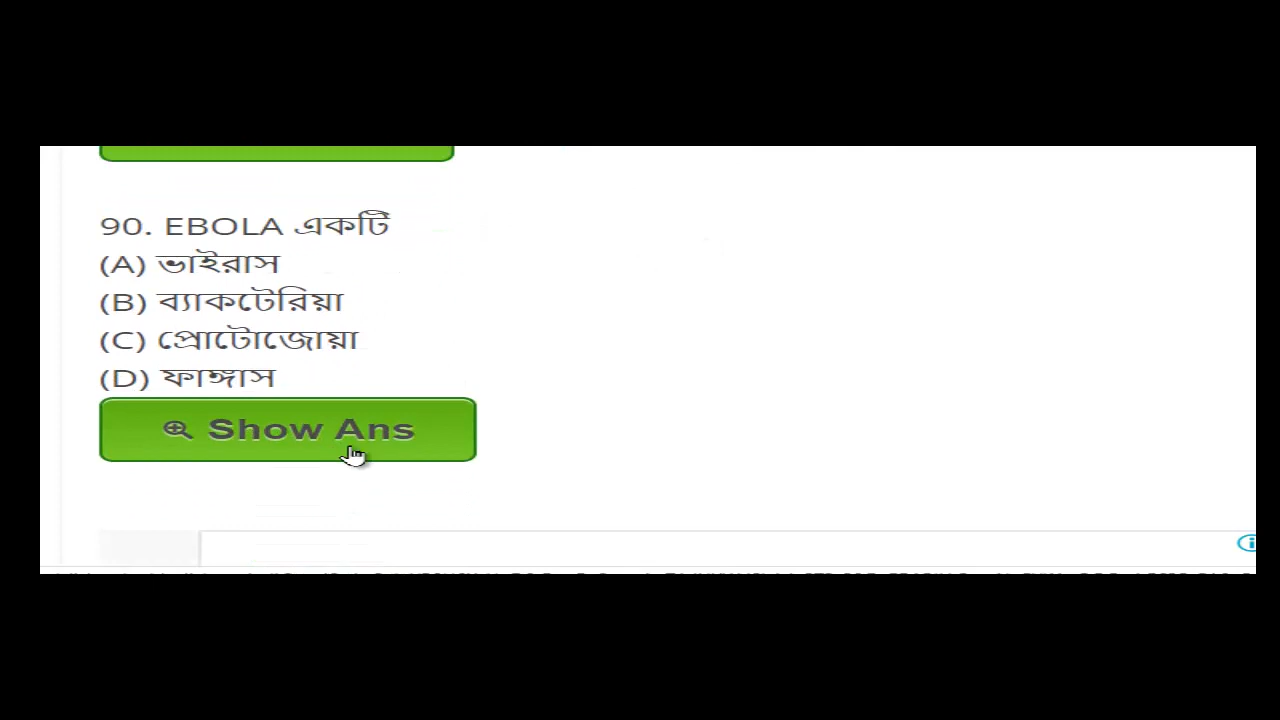 90. EBOLA একটি
(A) ভাইরাস
(B) ব্যাকটেরিয়া
(C) প্রোটোজোয়া
(D) ফাঙ্গাস
Show Ans